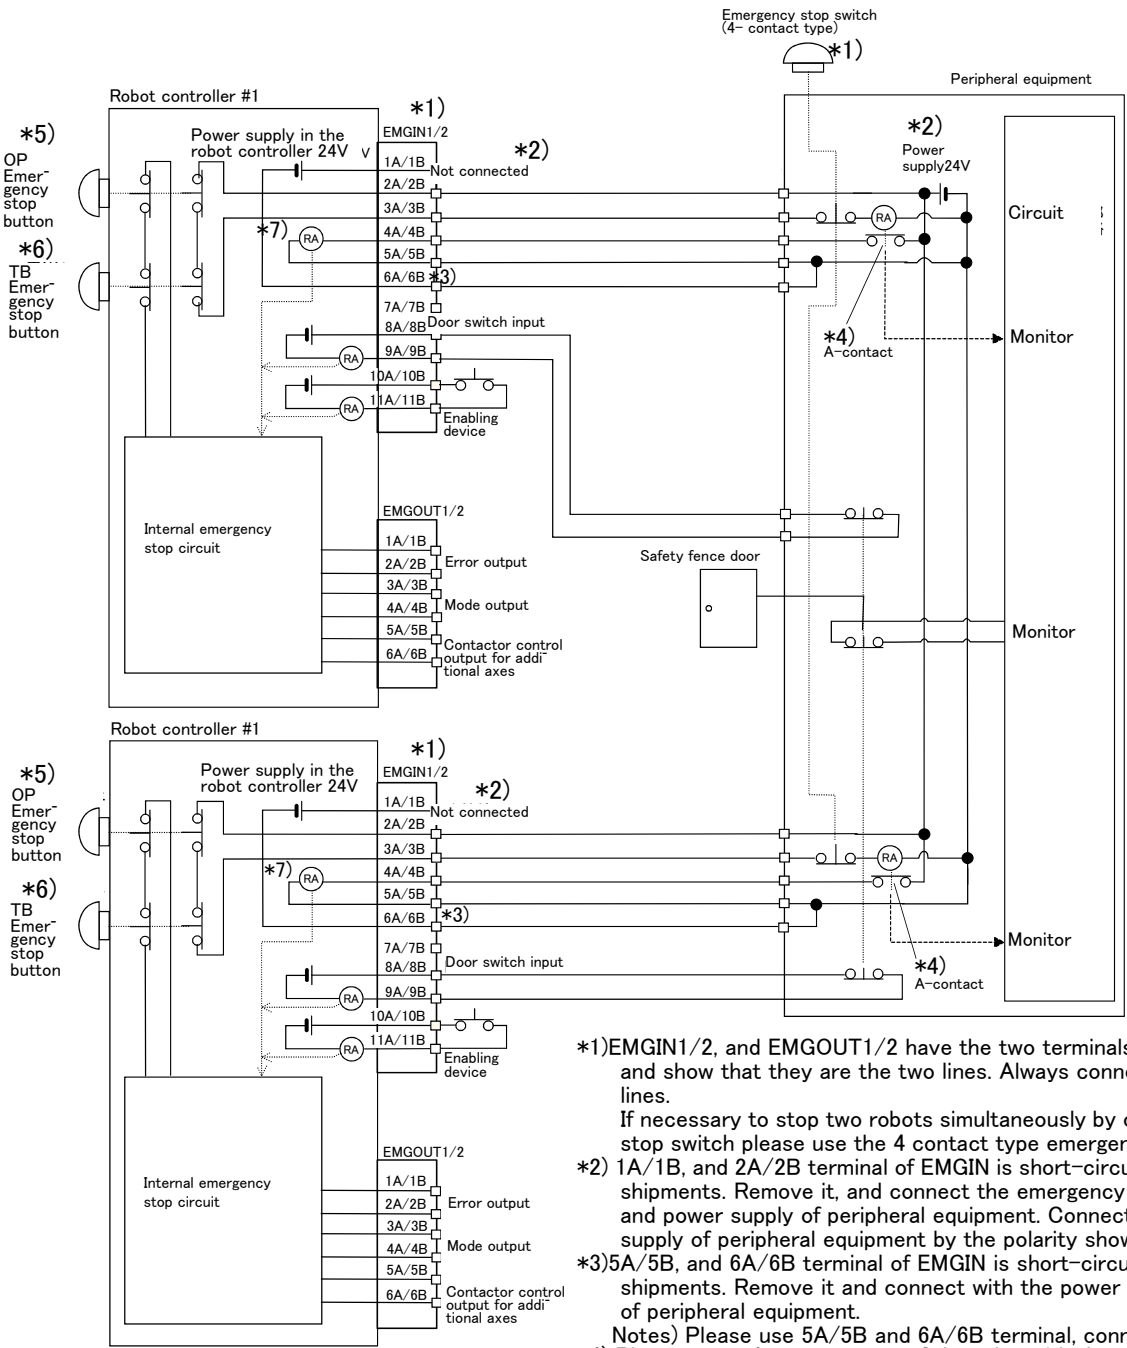 Emergency stop switch
(4- contact type)
*1)
Peripheral equipment
Robot controller #1
*1)
EMGIN1/2
*5)
OP
Emer-
gency
stop
button
Power supply in the
robot controller 24V
*2)
1A/1B
Not connected
2A/2B
3A/3B
*7)
RA
4A/4B
5A/5B
6A/6B
*3)
7A/7B
8A/8B
Door switch input
RA
9A/9B
10A/10B
RA
11A/11B
Enabling
device
*6)
TB
Emer-
gency
stop
button
*2)
Power
supply24V
RA
Circuit
*4)
A-contact
Monitor
Internal emergency
stop circuit
EMGOUT1/2
1A/1B
2A/2B
Error output
3A/3B
4A/4B
Mode output
5A/5B
6A/6B
Contactor control
output for addi-
tional axes
Safety fence door
Monitor
Robot controller #1
*1)
EMGIN1/2
*5)
OP
Emer-
gency
stop
button
Power supply in the
robot controller 24V
*2)
1A/1B
Not connected
2A/2B
3A/3B
*7)
RA
4A/4B
5A/5B
6A/6B
*3)
7A/7B
8A/8B
Door switch input
RA
9A/9B
10A/10B
RA
11A/11B
Enabling
device
*6)
TB
Emer-
gency
stop
button
RA
*4)
A-contact
Monitor
Internal emergency
stop circuit
EMGOUT1/2
1A/1B
2A/2B
Error output
3A/3B
4A/4B
Mode output
5A/5B
6A/6B
Contactor control
output for addi-
tional axes
*1)EMGIN1/2, and EMGOUT1/2 have the two terminals
and show that they are the two lines. Always
lines.
If necessary to stop two robots simultaneously by
stop switch please use the 4 contact type
*2) 1A/1B, and 2A/2B terminal of EMGIN is
shipments. Remove it, and connect the emergency
and power supply of peripheral equipment.
supply of peripheral equipment by the polarity
*3)5A/5B, and 6A/6B terminal of EMGIN is
shipments. Remove it and connect with the power
of peripheral equipment.
Notes) Please use 5A/5B and 6A/6B terminal,